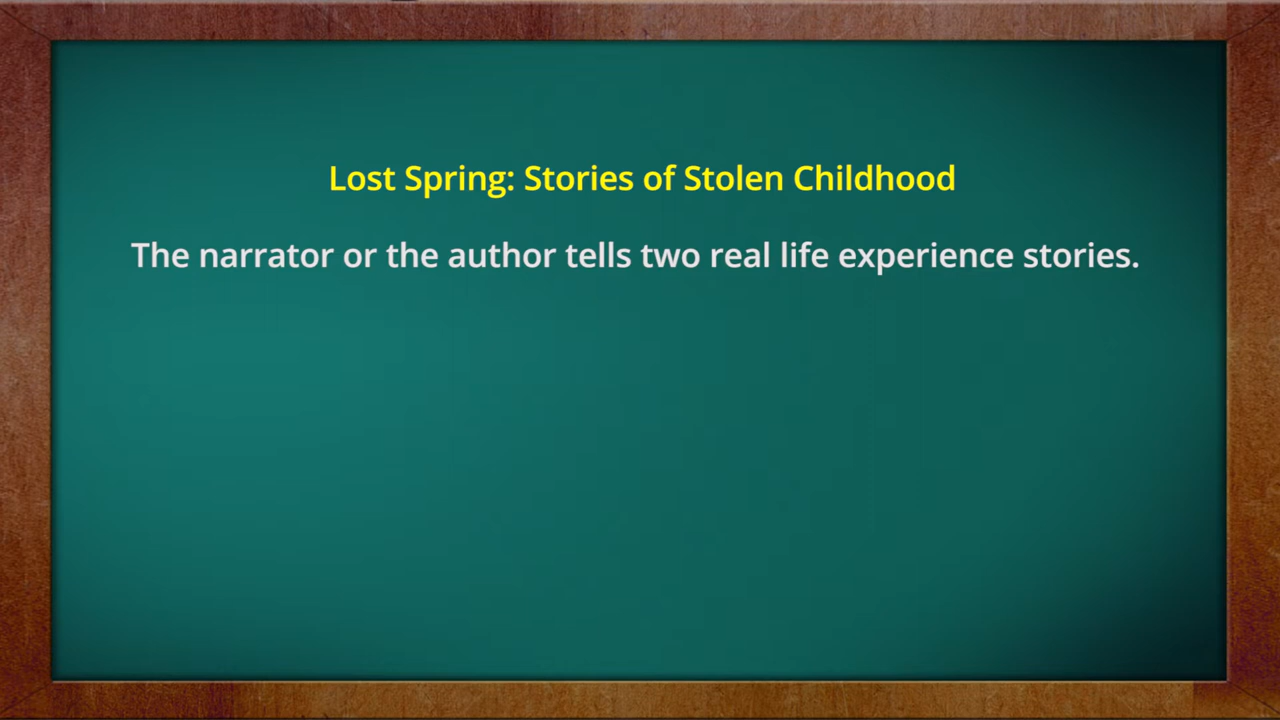 Lost Spring: Stories of Stolen Childhood
The narrator or the author tells two real life experience stories.